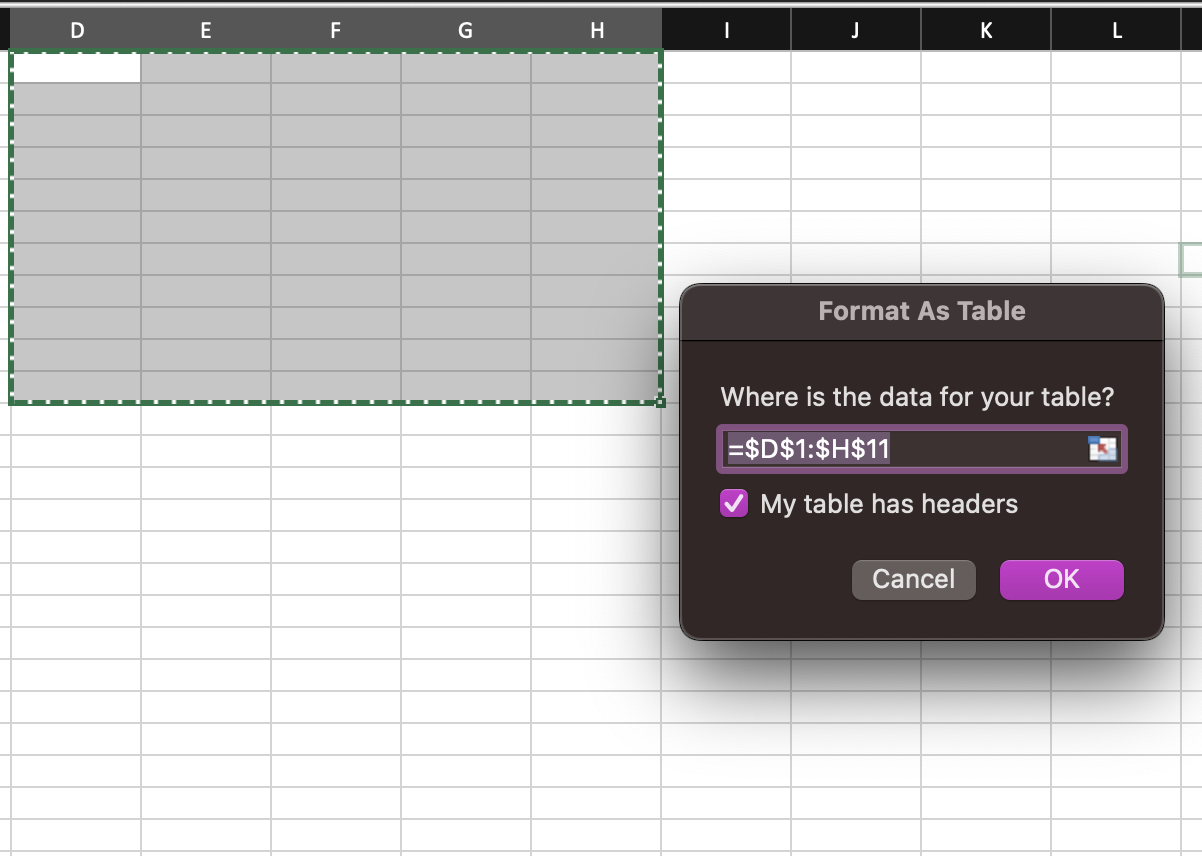 D E F G H I J K L
Format As Table
Where is the data for your table?
=$D$1:$H$11
My table has headers
Cancel OK